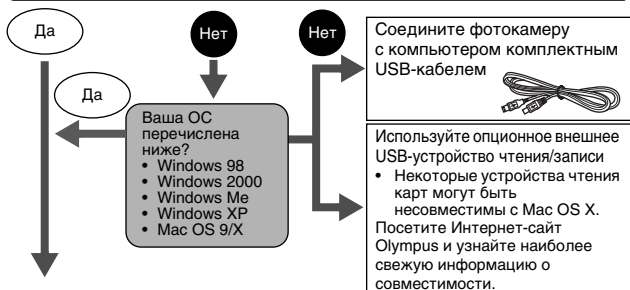 Да
Нет
Нет
Да
Ваша ОС
перечислена
ниже?
• Windows 98
• Windows 2000
• Windows Me
• Windows XP
• Mac OS 9/X
Соедините фотокамеру
с компьютером комплектным
USB-кабелем
Используйте опционное внешнее
USB-устройство чтения/записи
• Некоторые устройства чтения
карт могут быть
несовместимы с Mac OS X.
Посетите Интернет-сайт
Olympus и узнайте наиболее
свежую информацию о
совместимости.